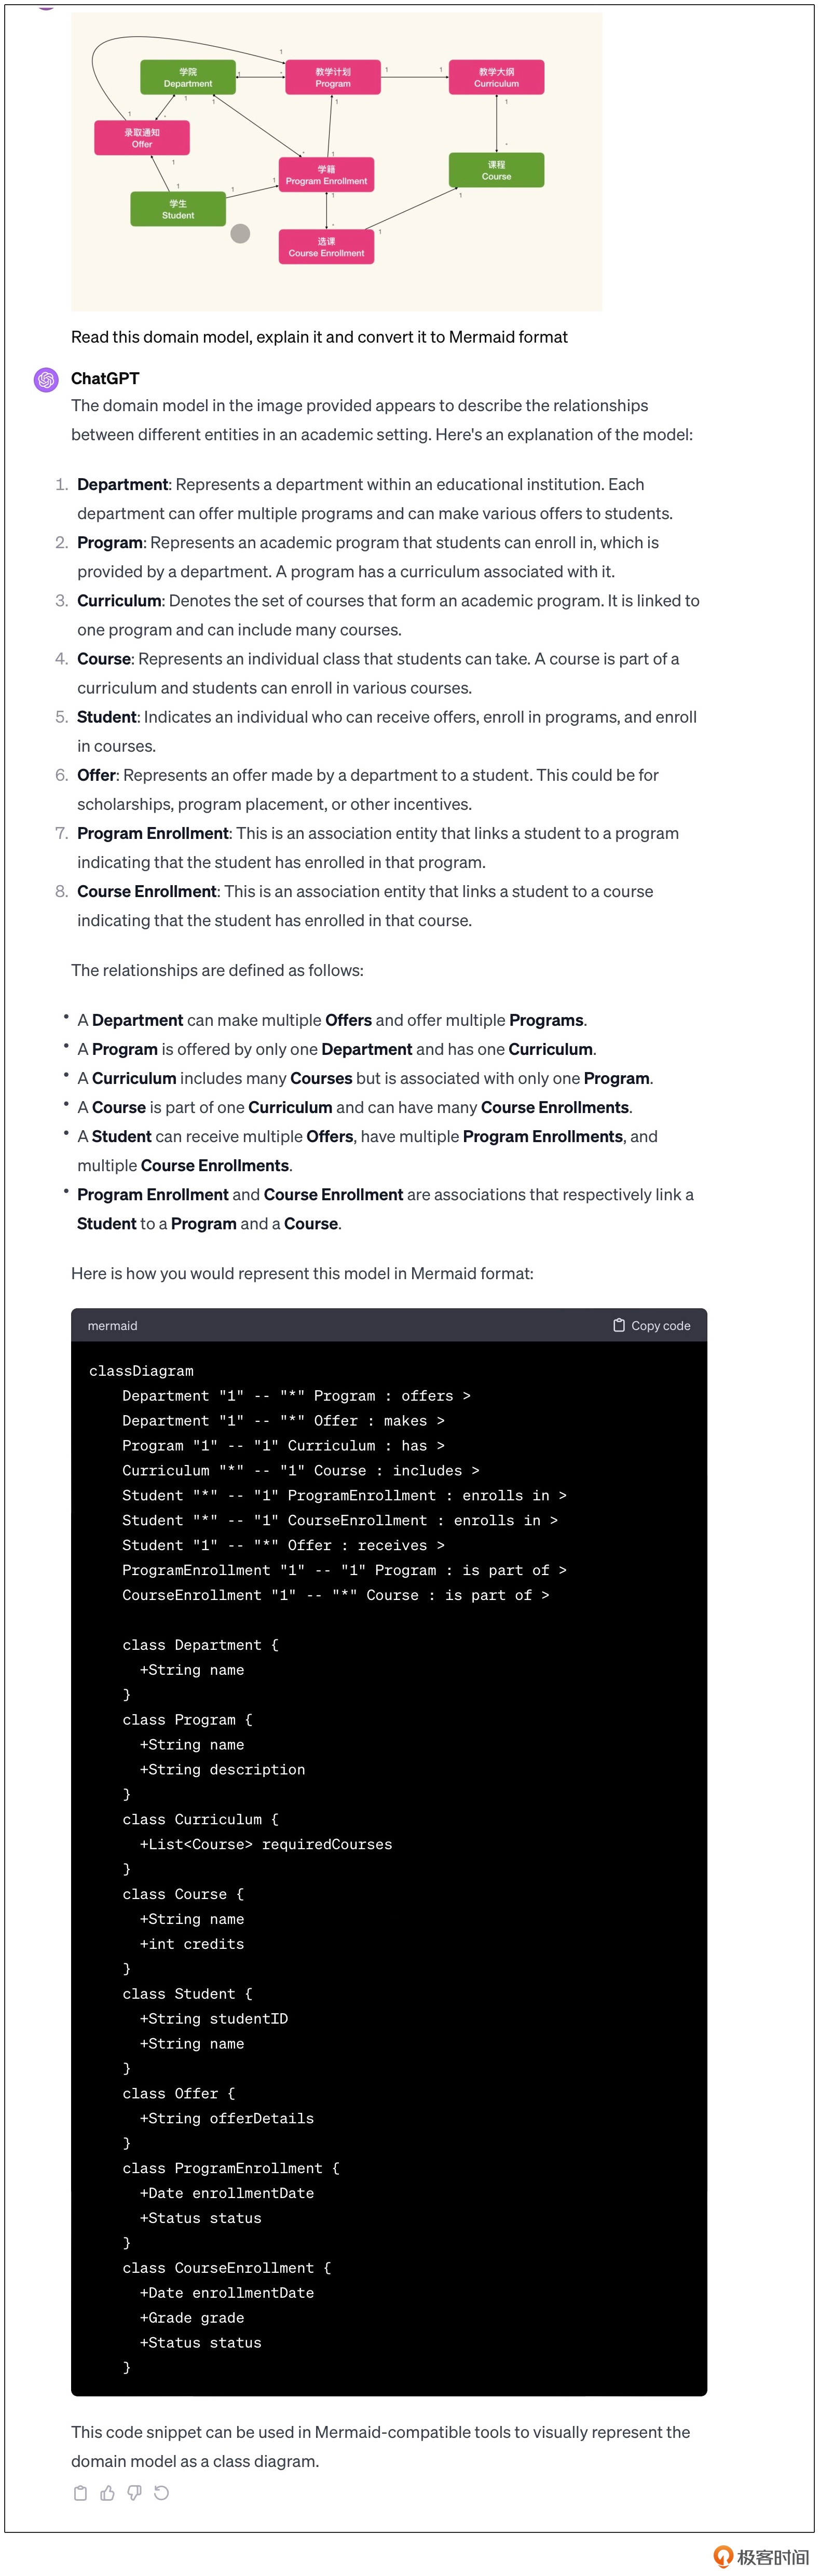 1
学院
Department
1
*
教学计划
Program
1
1
教学大纲
Curriculum
1
1
1
1
1
录取通知
Offer
1
*
1
课程
Course
1
学籍
Program Enrollment
1
1
1
1
学生
Student
1
*
选课
Course Enrollment
1
Read this domain model, explain it and convert it to Mermaid format
ChatGPT
The domain model in the image provided appears to describe the relationships
between different entities in an academic setting. Here's an explanation of the model:
1. Department: Represents a department within an educational institution. Each
department can offer multiple programs and can make various offers to students.
2. Program: Represents an academic program that students can enroll in, which is
provided by a department. A program has a curriculum associated with it.
3. Curriculum: Denotes the set of courses that form an academic program. It is linked to
one program and can include many courses.
4. Course: Represents an individual class that students can take. A course is part of a
curriculum and students can enroll in various courses.
5. Student: Indicates an individual who can receive offers, enroll in programs, and enroll
in courses.
6. Offer: Represents an offer made by a department to a student. This could be for
scholarships, program placement, or other incentives.
7. Program Enrollment: This is an association entity that links a student to a program
indicating that the student has enrolled in that program.
8. Course Enrollment: This is an association entity that links a student to a course
indicating that the student has enrolled in that course.
The relationships are defined as follows:
• A Department can make multiple Offers and offer multiple Programs.
• A Program is offered by only one Department and has one Curriculum.
• A Curriculum includes many Courses but is associated with only one Program.
• A Course is part of one Curriculum and can have many Course Enrollments.
• A Student can receive multiple Offers, have multiple Program Enrollments, and
multiple Course Enrollments.
• Program Enrollment and Course Enrollment are associations that respectively link a
Student to a Program and a Course.
Here is how you would represent this model in Mermaid format:
mermaid
Copy code
classDiagram
Department "1" -- "*" Program : offers >
Department "1" -- "*" Offer : makes >
Program "1" -- "1" Curriculum : has >
Curriculum "*" -- "1" Course : includes >
Student "*" -- "1" ProgramEnrollment : enrolls in >
Student "*" -- "1" CourseEnrollment : enrolls in >
Student "1" -- "*" Offer : receives >
ProgramEnrollment "1" -- "1" Program : is part of >
CourseEnrollment "1" -- "*" Course : is part of >
class Department {
+String name
}
class Program {
+String name
+String description
}
class Curriculum {
+List<Course> requiredCourses
}
class Course {
+String name
+int credits
}
class Student {
+String studentID
+String name
}
class Offer {
+String offerDetails
}
class ProgramEnrollment {
+Date enrollmentDate
+Status status
}
class CourseEnrollment {
+Date enrollmentDate
+Grade grade
+Status status
}
This code snippet can be used in Mermaid-compatible tools to visually represent the
domain model as a class diagram.
极客时间